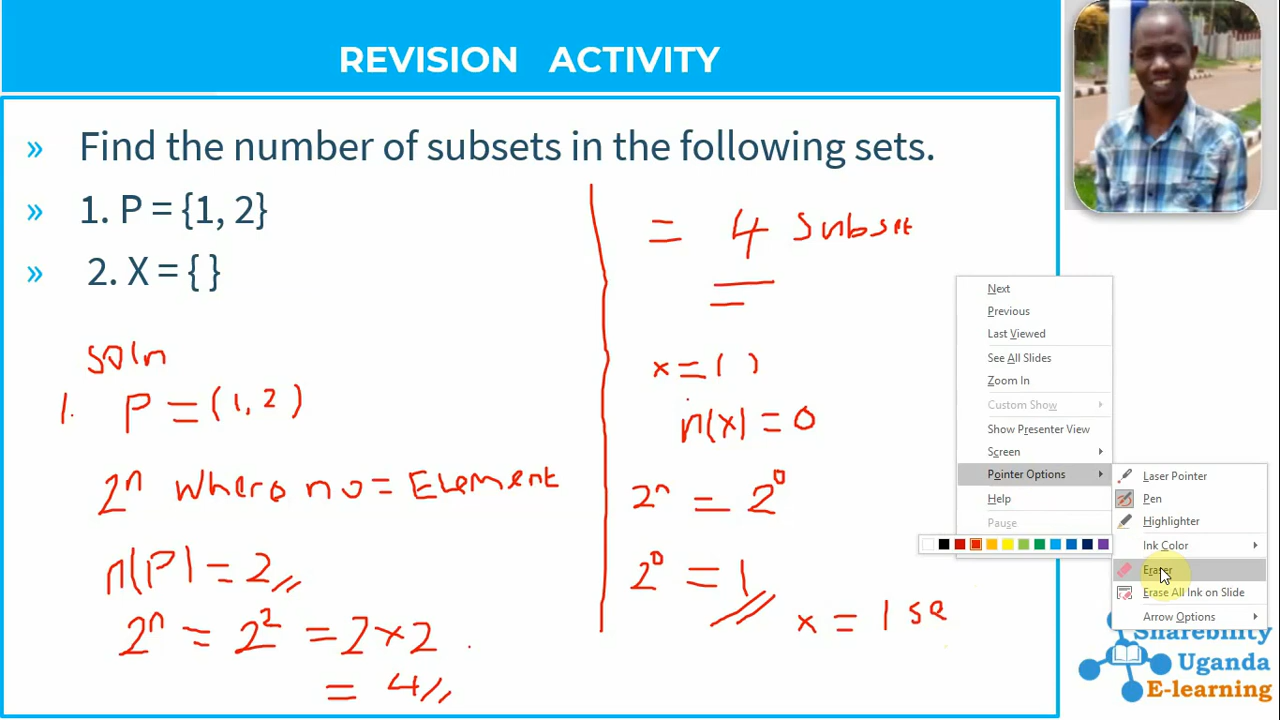 REVISION ACTIVITY
» Find the number of subsets in the following sets.
» 1. P = {1, 2}
» 2. X = { }
soln
1. P = (1, 2)
2ⁿ where no = Element
n(P) = 2
2ⁿ = 2² = 2 × 2
= 4
= 4 Subset
x = ( )
n(x) = 0
2ⁿ = 2⁰
2⁰ = 1
x = 1 se
Next
Previous
Last Viewed
See All Slides
Zoom In
Custom Show
Show Presenter View
Screen
Pointer Options
Help
Pause
Laser Pointer
Pen
Highlighter
Ink Color
Eraser
Erase All Ink on Slide
Arrow Options
Sharebility
Uganda
E-learning